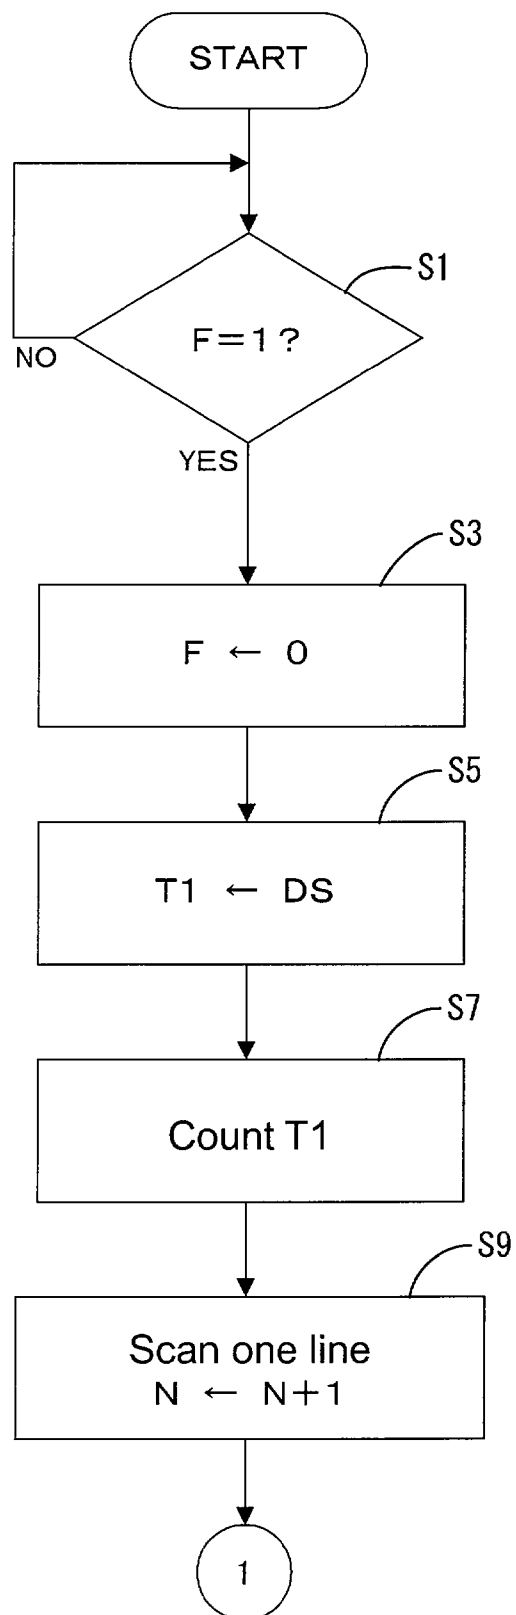 START
S1
F=1?
NO
YES
S3
F ← 0
S5
T1 ← DS
S7
Count T1
S9
Scan one line
N ← N+1
1